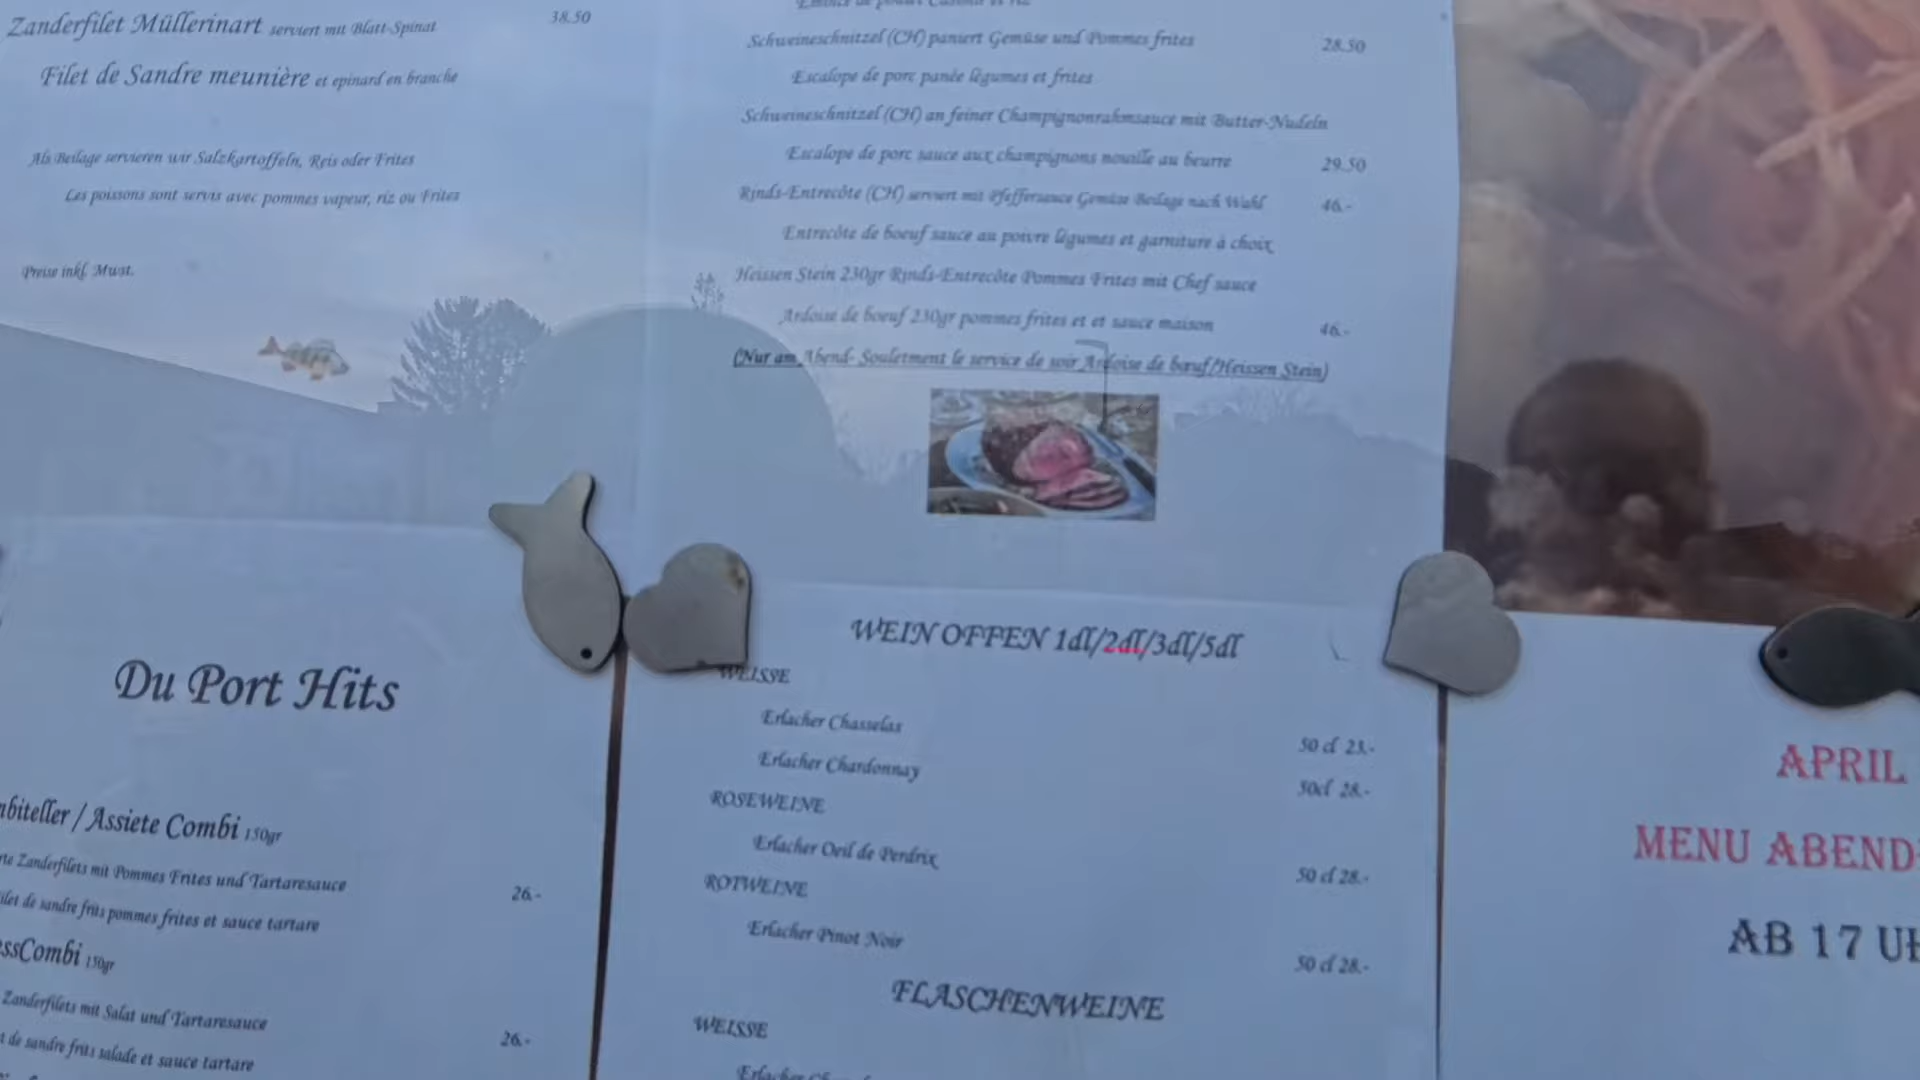 Zanderfilet Müllerinart serviert mit Blatt-Spinat 38.50
Filet de Sandre meunière et epinard en branche
Als Beilage servieren wir Salzkartoffeln, Reis oder Frites
Les poissons sont servis avec pommes vapeur, riz ou Frites
Preise inkl. Mwst.
Schweineschnitzel (CH) paniert Gemüse und Pommes frites 28.50
Escalope de porc panée légumes et frites
Schweineschnitzel (CH) an feiner Champignonrahmsauce mit Butter-Nudeln
Escalope de porc sauce aux champignons nouille au beurre 29.50
Rinds-Entrecôte (CH) serviert mit Pfeffersauce Gemüse Beilage nach Wahl 46.-
Entrecôte de boeuf sauce au poivre légumes et garniture à choix
Heissen Stein 230gr Rinds-Entrecôte Pommes Frites mit Chef sauce
Ardoise de boeuf 230gr pommes frites et et sauce maison 46.-
(Nur am Abend- Souletment le service de soir Ardoise de bœuf/Heissen Stein)
Du Port Hits
biteller / Assiete Combi 150gr
Zanderfilets mit Pommes Frites und Tartaresauce
de sandre frits pommes frites et sauce tartare 26.-
ssCombi 150gr
Zanderfilets mit Salat und Tartaresauce
de sandre frits salade et sauce tartare 26.-
WEIN OFFEN 1dl/2dl/3dl/5dl
WEISSE
Erlacher Chasselas 50 cl 23.-
Erlacher Chardonnay 50cl 28.-
ROSEWEINE
Erlacher Oeil de Perdrix 50 cl 28.-
ROTWEINE
Erlacher Pinot Noir 50 cl 28.-
FLASCHENWEINE
WEISSE
Erlacher
APRIL
MENU ABEND
AB 17 UH